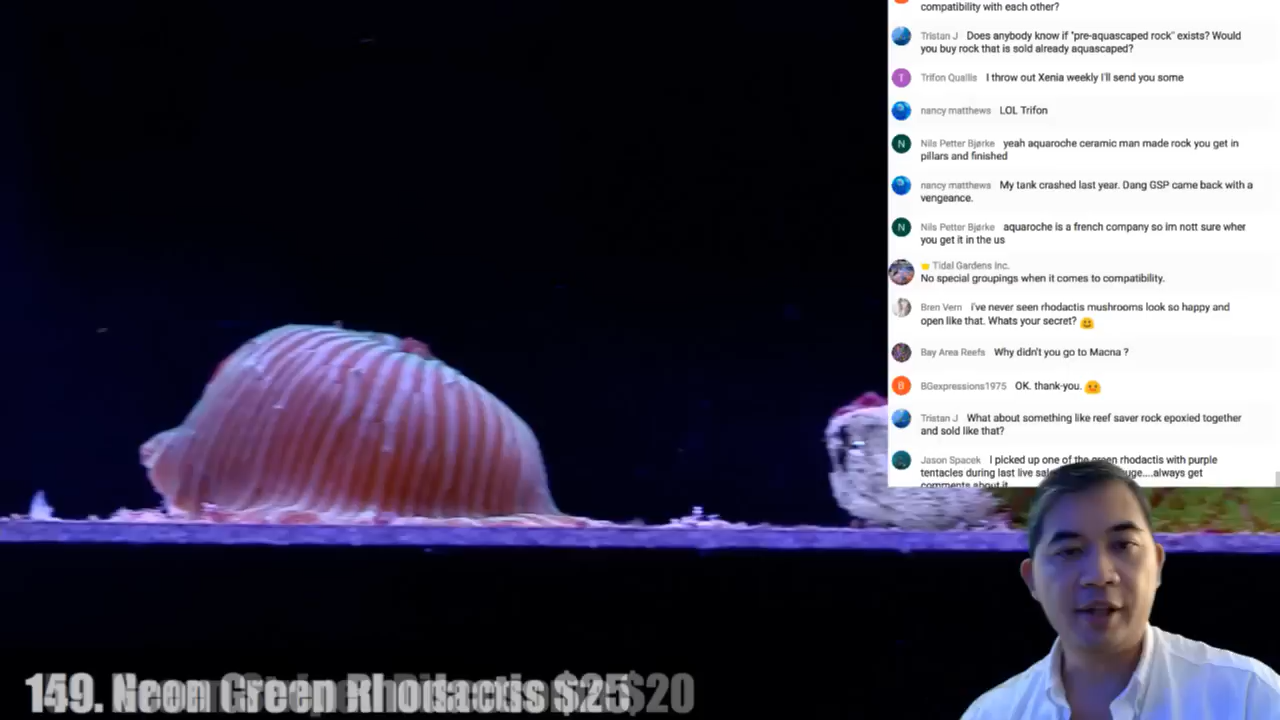 compatibility with each other?
Tristan J Does anybody know if "pre-aquascaped rock" exists? Would
you buy rock that is sold already aquascaped?
T
Trifon Quallis I throw out Xenia weekly I'll send you some
nancy matthews LOL Trifon
N
Nils Petter Bjørke yeah aquaroche ceramic man made rock you get in
pillars and finished
nancy matthews My tank crashed last year. Dang GSP came back with a
vengeance.
N
Nils Petter Bjørke aquaroche is a french company so im nott sure wher
you get it in the us
Tidal Gardens Inc.
No special groupings when it comes to compatibility.
Bren Vern i've never seen rhodactis mushrooms look so happy and
open like that. Whats your secret?
Bay Area Reefs Why didn't you go to Macna ?
B
BGexpressions1975 OK. thank-you.
Tristan J What about something like reef saver rock epoxied together
and sold like that?
Jason Spacek I picked up one of the green rhodactis with purple
tentacles during last live
always get
comments about it
149. Neon Green Rhodactis $25
$20